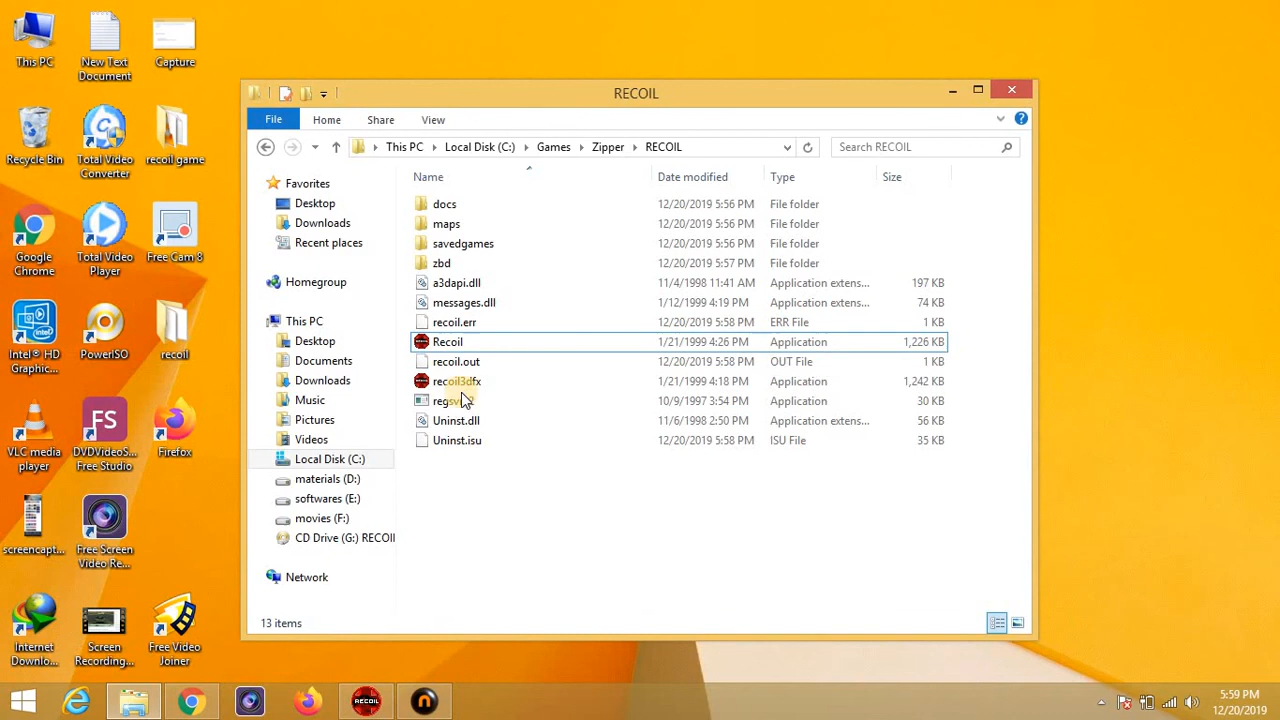 This PC
New Text
Document
Capture
Recycle Bin
Total Video
Converter
recoil game
Google
Chrome
Total Video
Player
Free Cam 8
Intel® HD
Graphic...
PowerISO
recoil
VLC media
player
FS
DVDVideoS...
Free Studio
Firefox
screencapt...
Free Screen
Video Re...
Internet
Downlo...
Screen
Recording...
Free Video
Joiner
RECOIL
File
Home
Share
View
This PC
Local Disk (C:)
Games
Zipper
RECOIL
Search RECOIL
Name
Date modified
Type
Size
Favorites
Desktop
Downloads
Recent places
Homegroup
This PC
Desktop
Documents
Downloads
Music
Pictures
Videos
Local Disk (C:)
materials (D:)
softwares (E:)
movies (F:)
CD Drive (G:) RECOIL
Network
docs 12/20/2019 5:56 PM File folder
maps 12/20/2019 5:56 PM File folder
savedgames 12/20/2019 5:56 PM File folder
zbd 12/20/2019 5:57 PM File folder
a3dapi.dll 11/4/1998 11:41 AM Application extens... 197 KB
messages.dll 1/12/1999 4:19 PM Application extens... 74 KB
recoil.err 12/20/2019 5:58 PM ERR File 1 KB
Recoil 1/21/1999 4:26 PM Application 1,226 KB
recoil.out 12/20/2019 5:58 PM OUT File 1 KB
recoil3dfx 1/21/1999 4:18 PM Application 1,242 KB
10/9/1997 3:54 PM Application 30 KB
Uninst.dll 11/6/1998 2:50 PM Application extens... 56 KB
Uninst.isu 12/20/2019 5:58 PM ISU File 35 KB
13 items
RECOIL
5:59 PM
12/20/2019